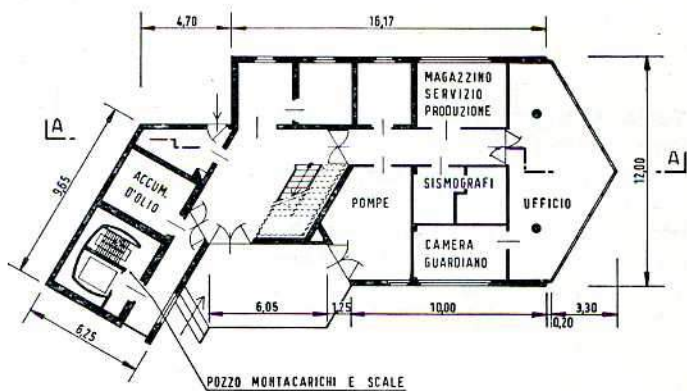 4,70
16,17
MAGAZZINO
SERVIZIO
PRODUZIONE
A
A
9,65
ACCUM.
D'OLIO
SISMOGRAFI
POMPE
UFFICIO
12,00
CAMERA
GUARDIANO
6,25
6,05
1,25
10,00
3,30
0,20
POZZO MONTACARICHI E SCALE